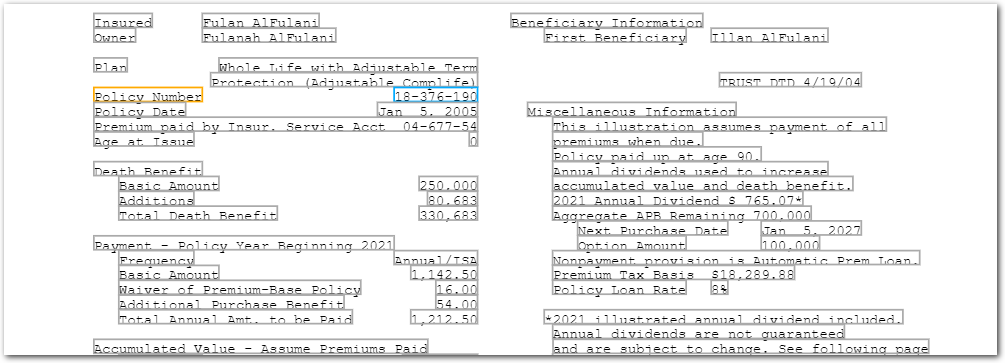 Insured Fulan AlFulani
Owner Fulanah AlFulani
Plan Whole Life with Adjustable Term
Protection (Adjustable Complife)
Policy Number 18-376-190
Policy Date Jan 5, 2005
Premium paid by Insur. Service Acct 04-677-54
Age at Issue 0
Death Benefit
Basic Amount 250,000
Additions 80,683
Total Death Benefit 330,683
Payment - Policy Year Beginning 2021
Frequency Annual/ISA
Basic Amount 1,142.50
Waiver of Premium-Base Policy 16.00
Additional Purchase Benefit 54.00
Total Annual Amt. to be Paid 1,212.50
Accumulated Value - Assume Premiums Paid
Beneficiary Information
First Beneficiary Illan AlFulani
TRUST DTD 4/19/04
Miscellaneous Information
This illustration assumes payment of all
premiums when due.
Policy paid up at age 90.
Annual dividends used to increase
accumulated value and death benefit.
2021 Annual Dividend $ 765.07*
Aggregate APB Remaining 700,000
Next Purchase Date Jan 5, 2027
Option Amount 100,000
Nonpayment provision is Automatic Prem Loan.
Premium Tax Basis $18,289.88
Policy Loan Rate 8%
*2021 illustrated annual dividend included.
Annual dividends are not guaranteed
and are subject to change. See following page